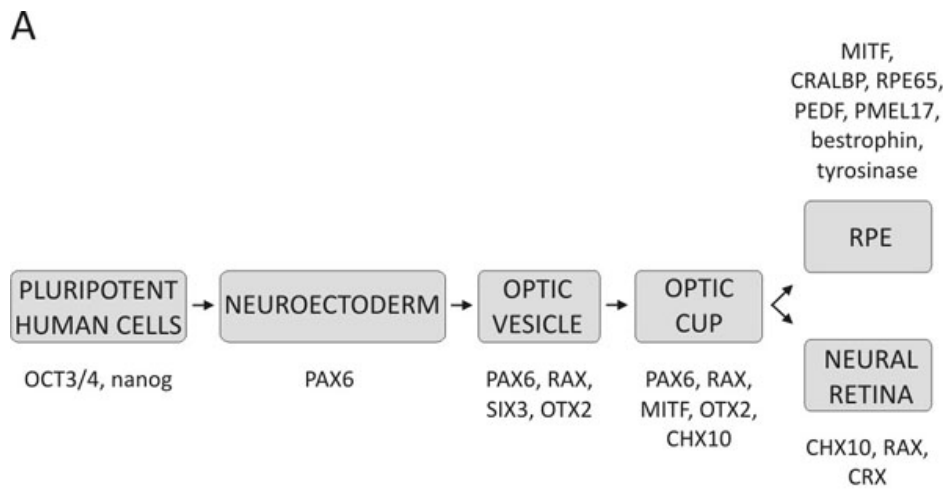 A
MITF,
CRALBP, RPE65,
PEDF, PMEL17,
bestrophin,
tyrosinase
RPE
PLURIPOTENT
HUMAN CELLS
OCT3/4, nanog
NEUROECTODERM
PAX6
OPTIC
VESICLE
PAX6, RAX,
SIX3, OTX2
OPTIC
CUP
PAX6, RAX,
MITF, OTX2,
CHX10
NEURAL
RETINA
CHX10, RAX,
CRX